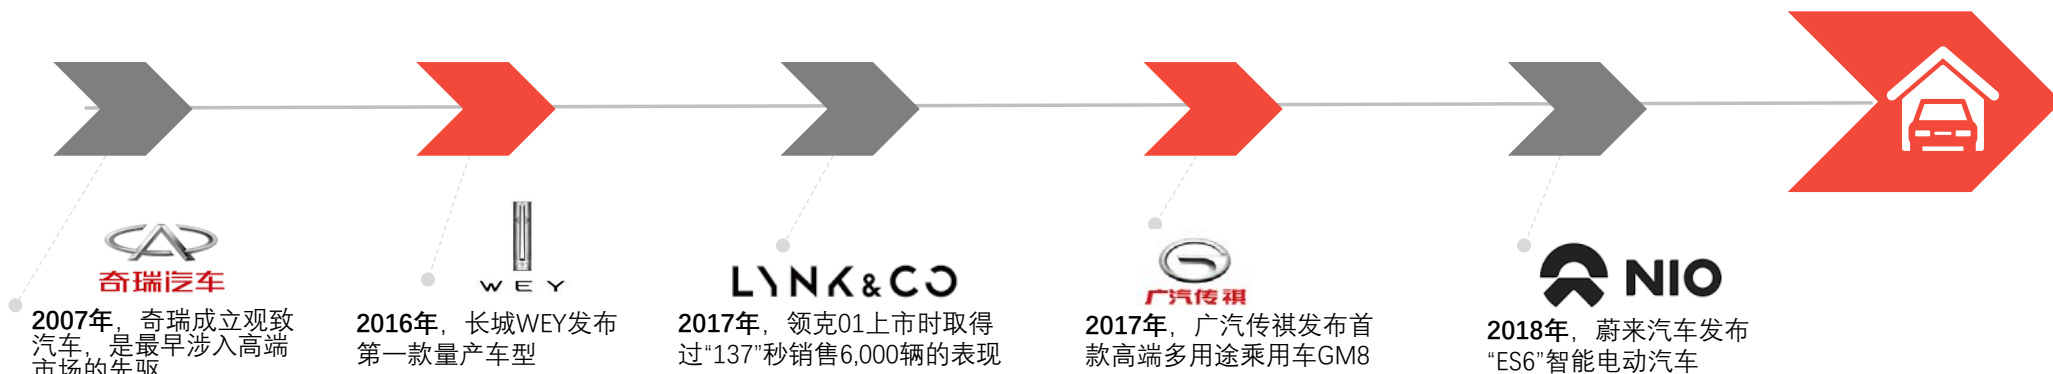 奇瑞汽车
2007年，奇瑞成立观致
汽车，是最早涉入高端
市场的先驱
WEY
2016年，长城WEY发布
第一款量产车型
LYNK&CO
2017年，领克01上市时取得
过“137”秒销售6,000辆的表现
广汽传祺
2017年，广汽传祺发布首
款高端多用途乘用车GM8
NIO
2018年，蔚来汽车发布
“ES6”智能电动汽车